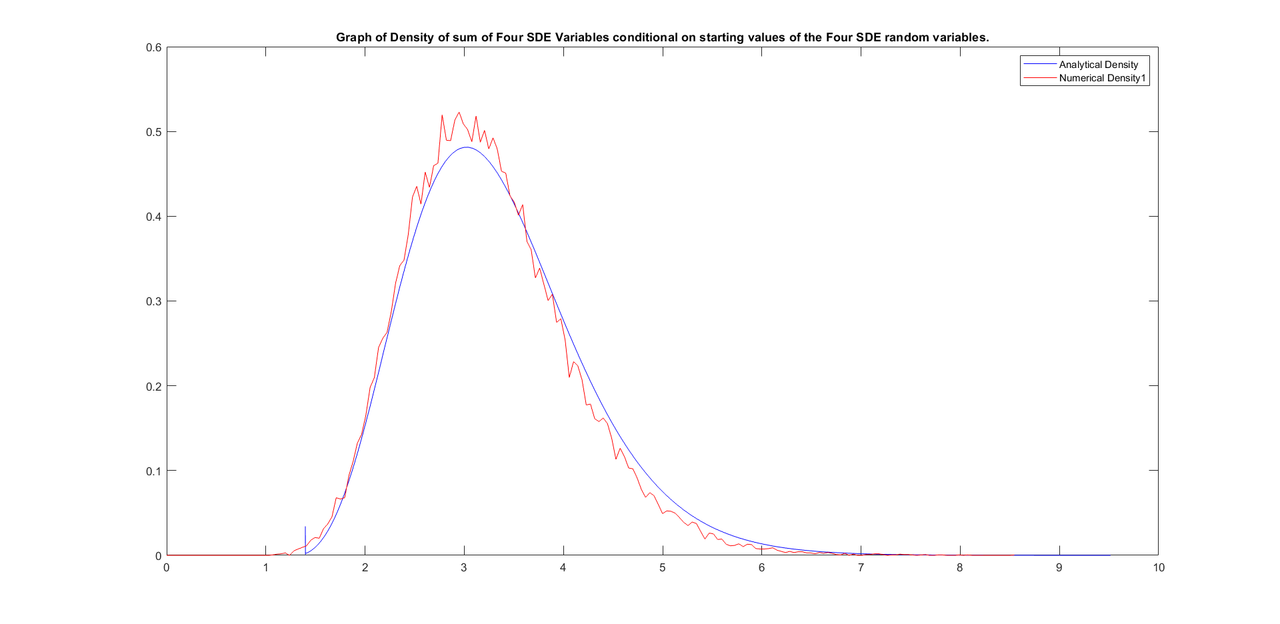 Graph of Density of sum of Four SDE Variables conditional on starting values of the Four SDE random variables.
Analytical Density
Numerical Density1
0.6
0.5
0.4
0.3
0.2
0.1
0
0 1 2 3 4 5 6 7 8 9 10